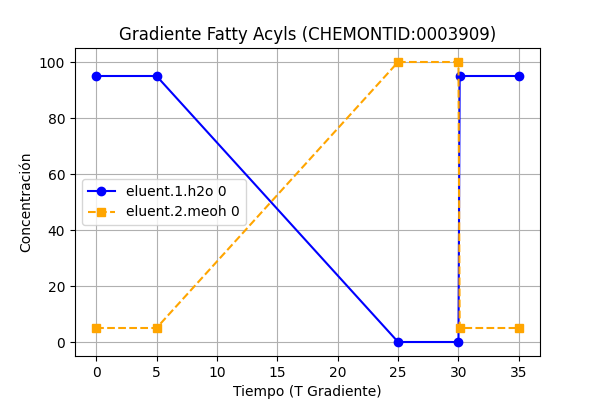 Gradiente Fatty Acyls (CHEMONTID:0003909)
Concentración
100
80
60
40
20
0
eluent.1.h2o 0
eluent.2.meoh 0
0 5 10 15 20 25 30 35
Tiempo (T Gradiente)